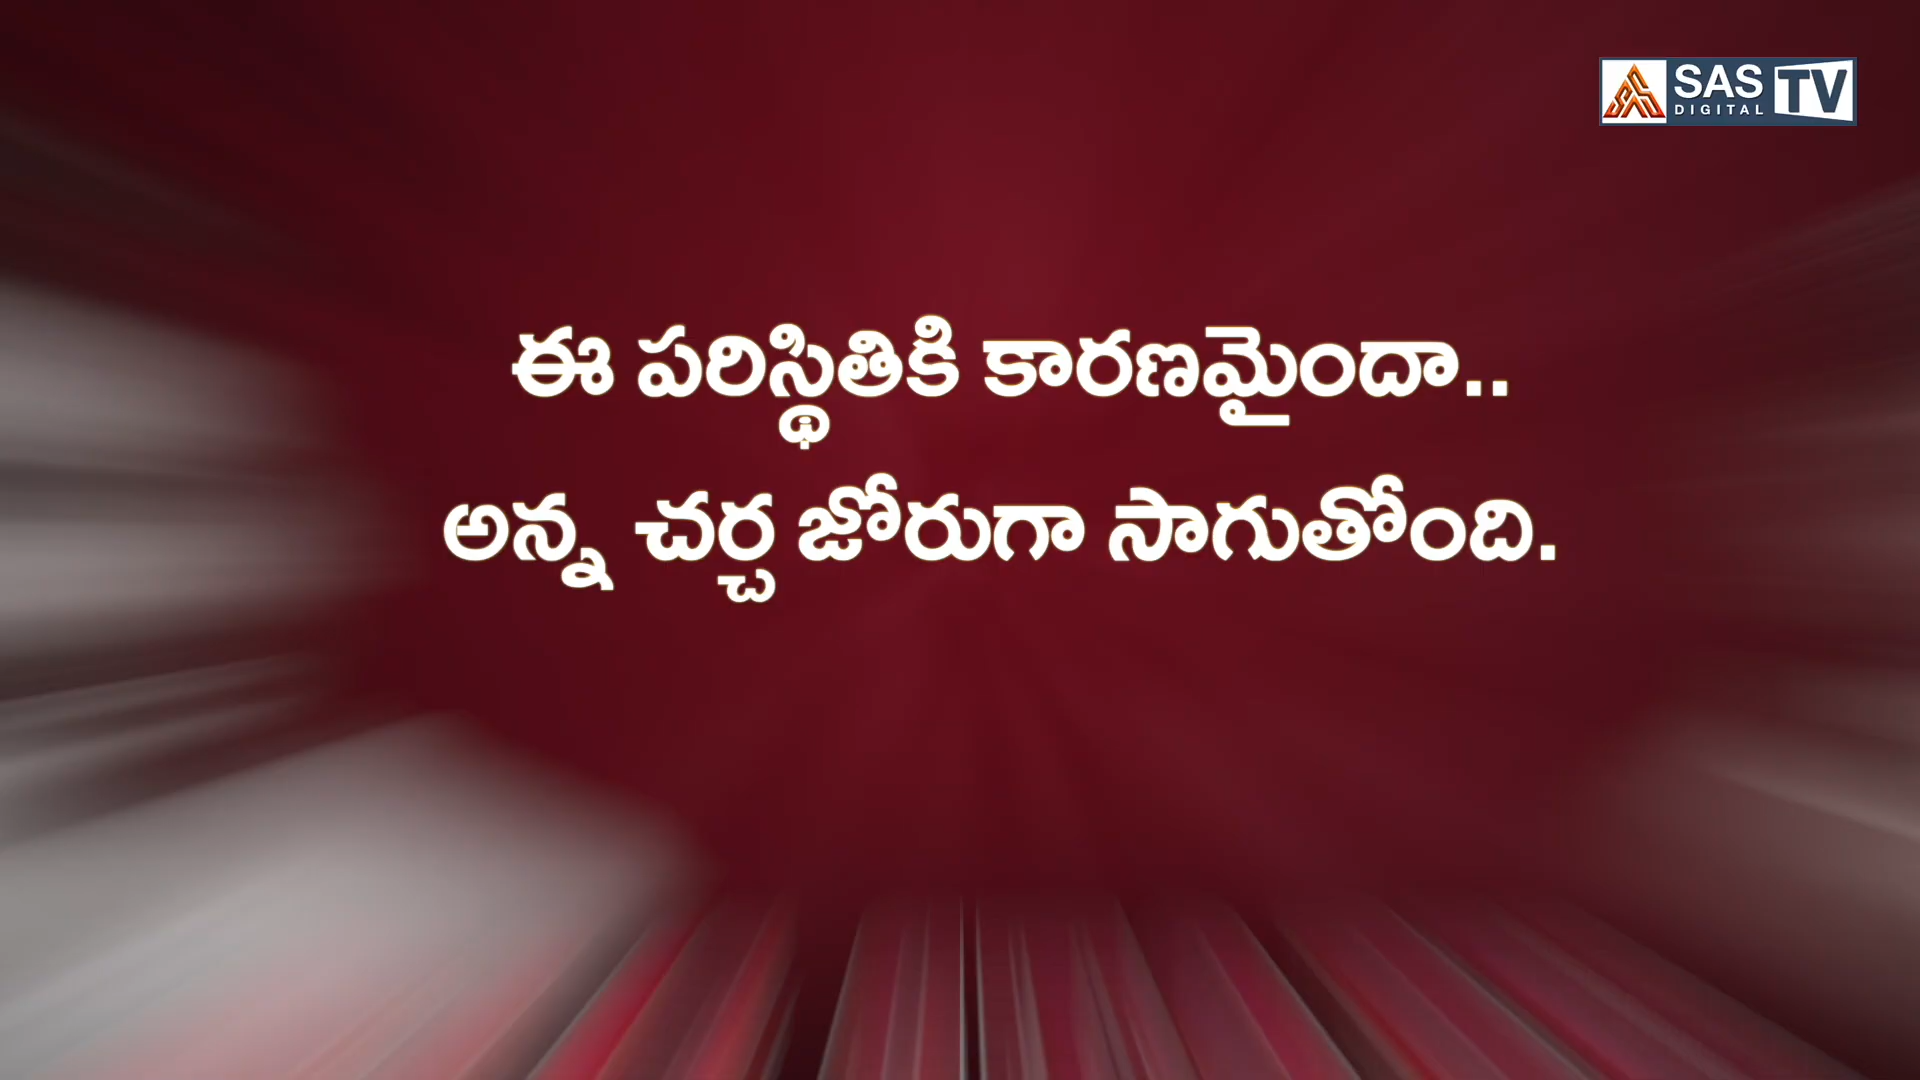 SAS
DIGITAL
TV
ఈ పరిస్థితికి కారణమైందా..
అన్న చర్చ జోరుగా సాగుతోంది.